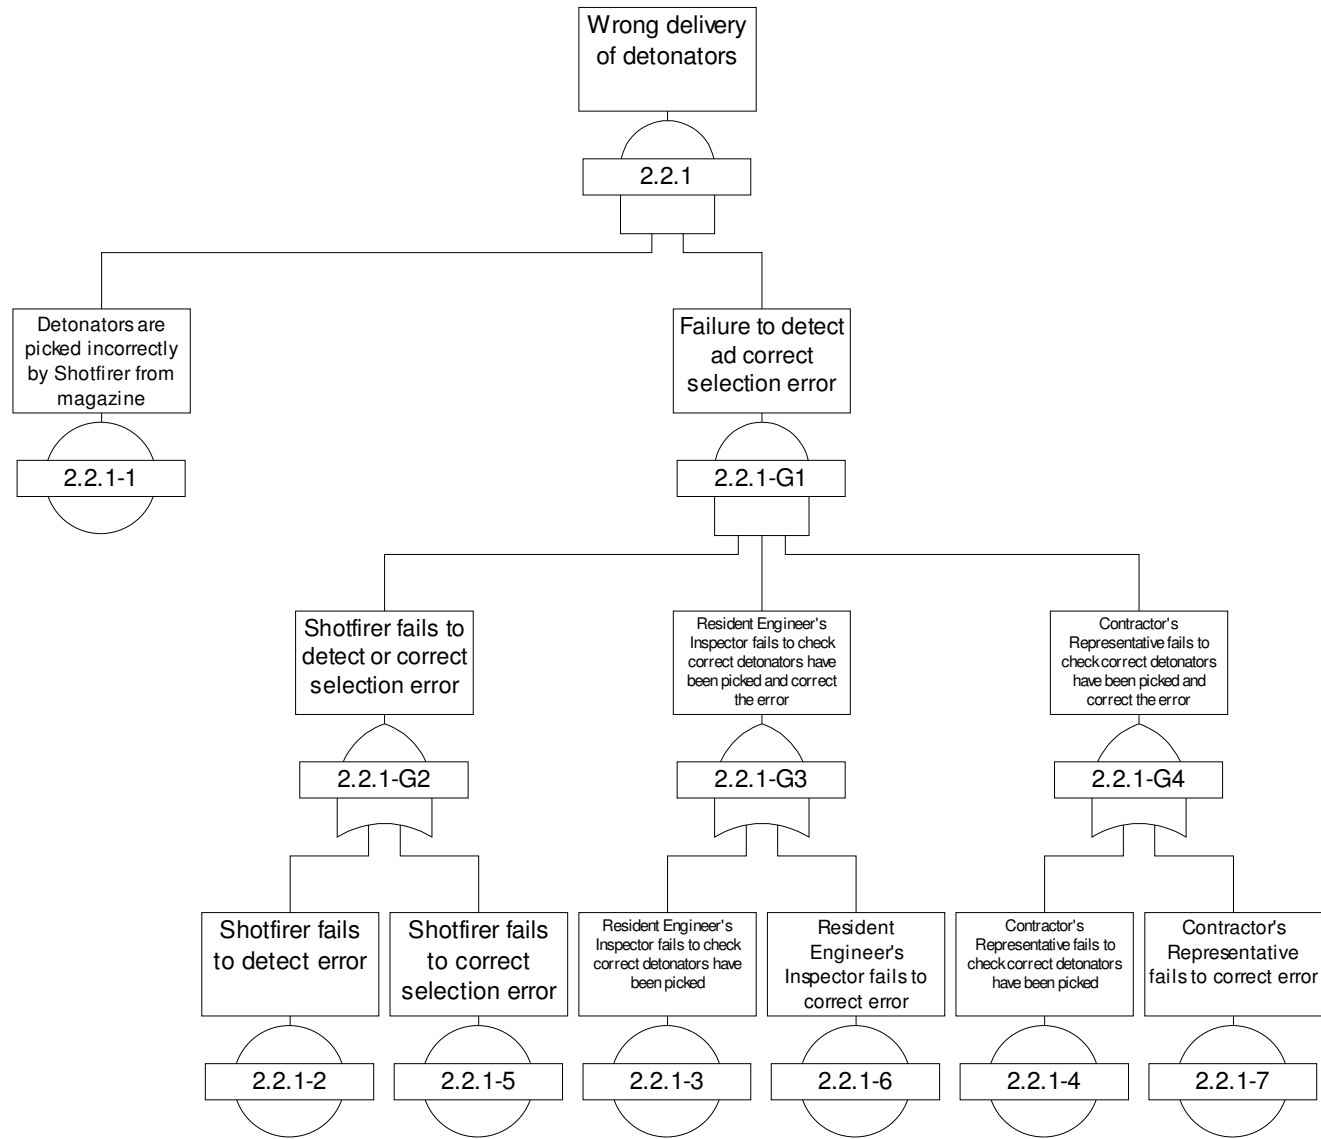 Wrong delivery
of detonators
2.2.1
Detonators are
picked incorrectly
by Shotfirer from
magazine
2.2.1-1
Failure to detect
ad correct
selection error
2.2.1-G1
Shotfirer fails to
detect or correct
selection error
2.2.1-G2
Resident Engineer's
Inspector fails to check
correct detonators have
been picked and correct
the error
2.2.1-G3
Contractor's
Representative fails to
check correct detonators
have been picked and
correct the error
2.2.1-G4
Shotfirer fails
to detect error
2.2.1-2
Shotfirer fails
to correct
selection error
2.2.1-5
Resident Engineer's
Inspector fails to check
correct detonators have
been picked
2.2.1-3
Resident
Engineer's
Inspector fails to
correct error
2.2.1-6
Contractor's
Representative fails to
check correct detonators
have been picked
2.2.1-4
Contractor's
Representative
fails to correct error
2.2.1-7